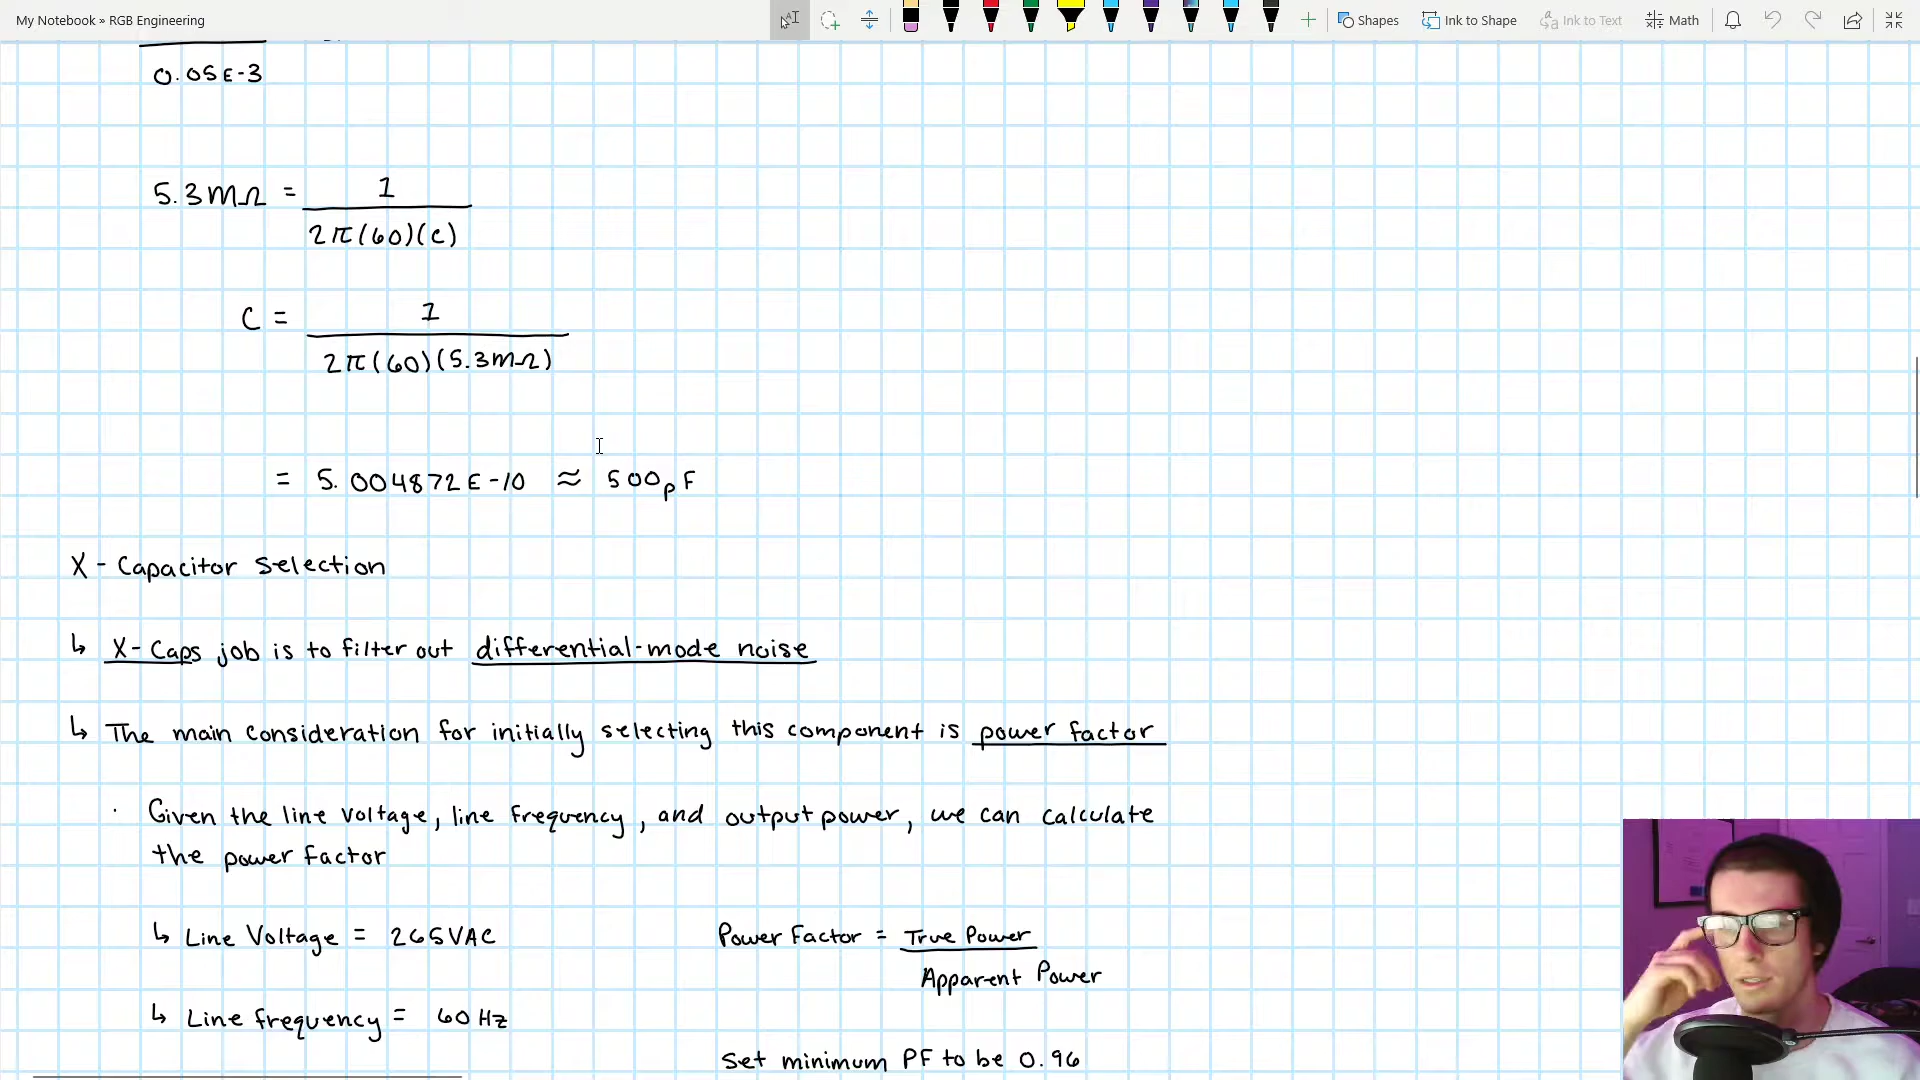 My Notebook » RGB Engineering
Shapes
Ink to Shape
Ink to Text
Math
0.05E-3
5.3MΩ = 1
2π(60)(C)
C = 1
2π(60)(5.3MΩ)
= 5.004872E-10 ≈ 500pF
X - Capacitor Selection
↳ X-Caps job is to filter out differential-mode noise
↳ The main consideration for initially selecting this component is power factor
· Given the line voltage, line frequency, and output power, we can calculate
the power factor
↳ Line Voltage = 265VAC
Power Factor = True Power
Apparent Power
↳ Line frequency = 60Hz
Set minimum PF to be 0.96